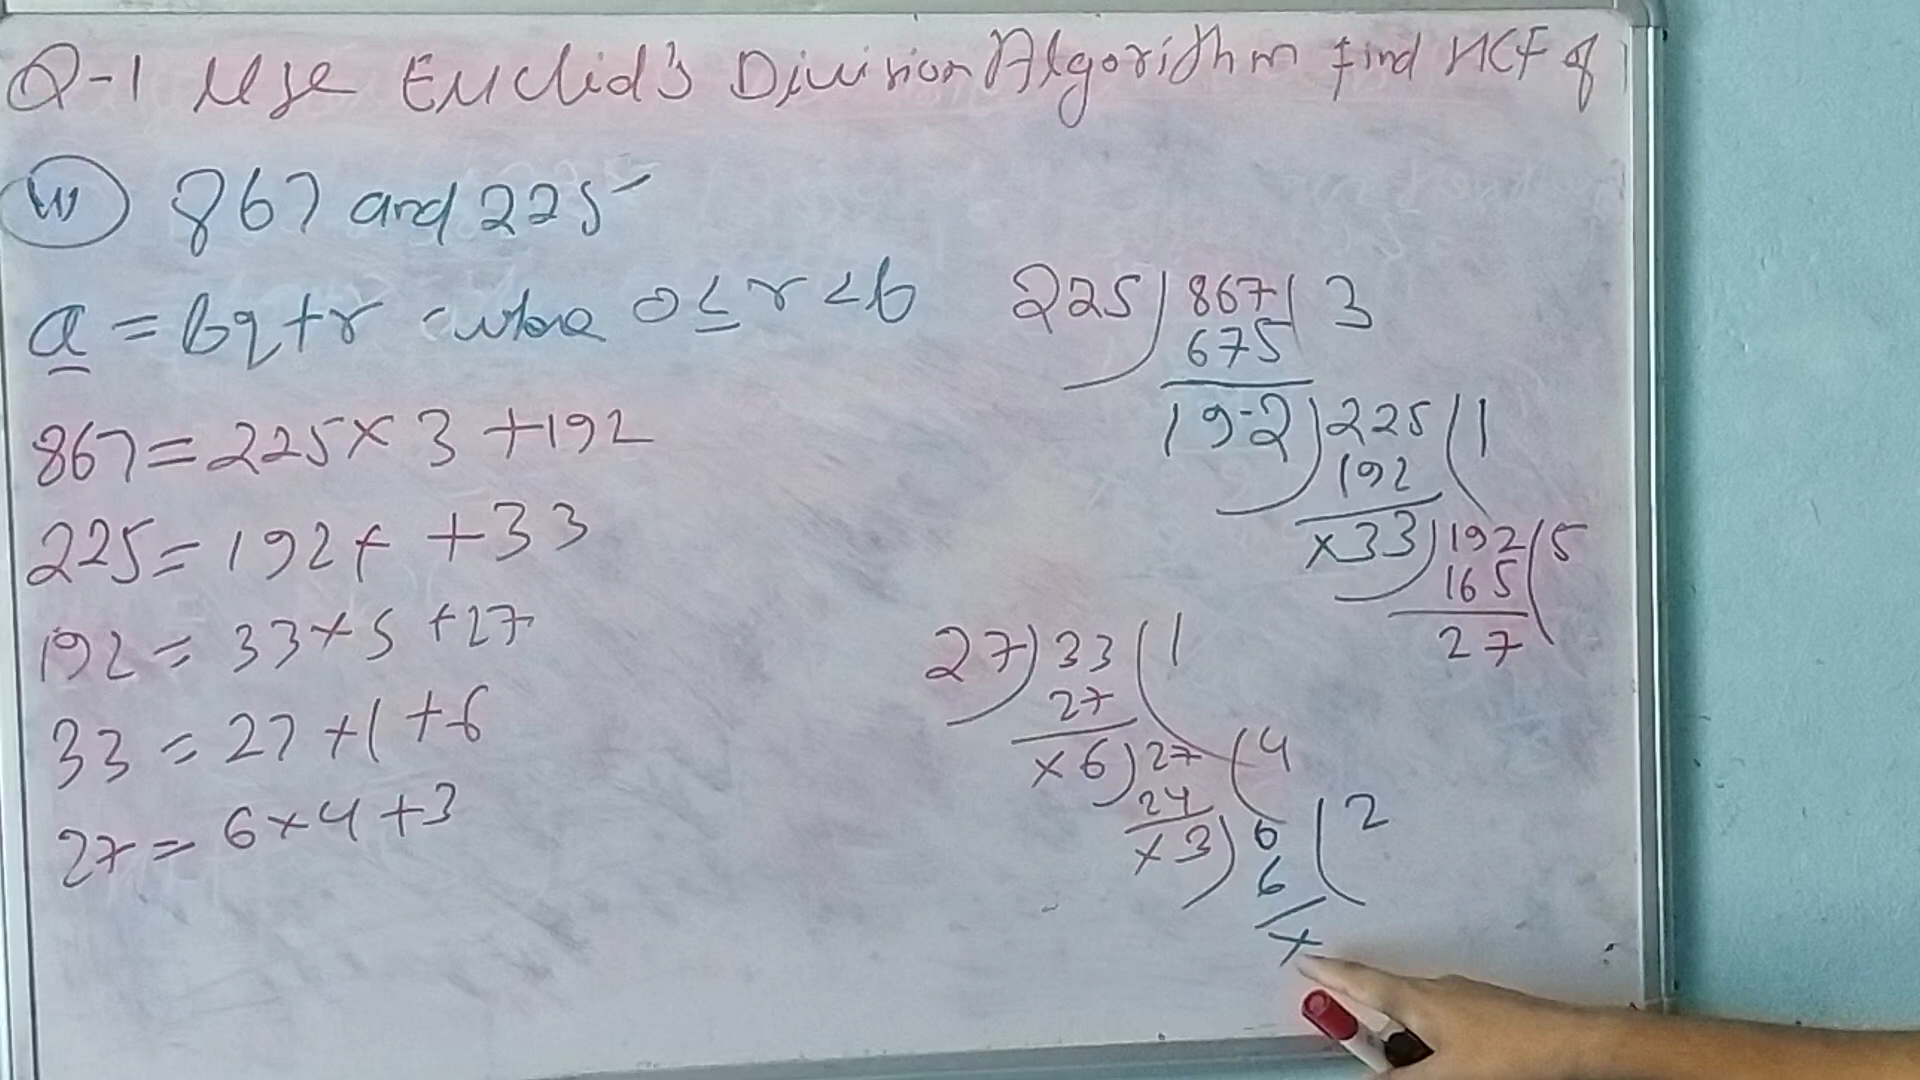 Q-1 Use Euclid's Division Algorithm find HCF of
(iii) 867 and 225
a = bq+r where 0 ≤ r < b
867 = 225 × 3 + 192
225 = 192 × + 33
192 = 33 × 5 + 27
33 = 27 + 1 + 6
27 = 6 × 4 + 3
225 ) 867 ( 3
675
192 ) 225 ( 1
192
×33 ) 192 ( 5
165
27
27 ) 33 ( 1
27
×6 ) 27 ( 4
24
×3 ) 6 ( 2
6
×